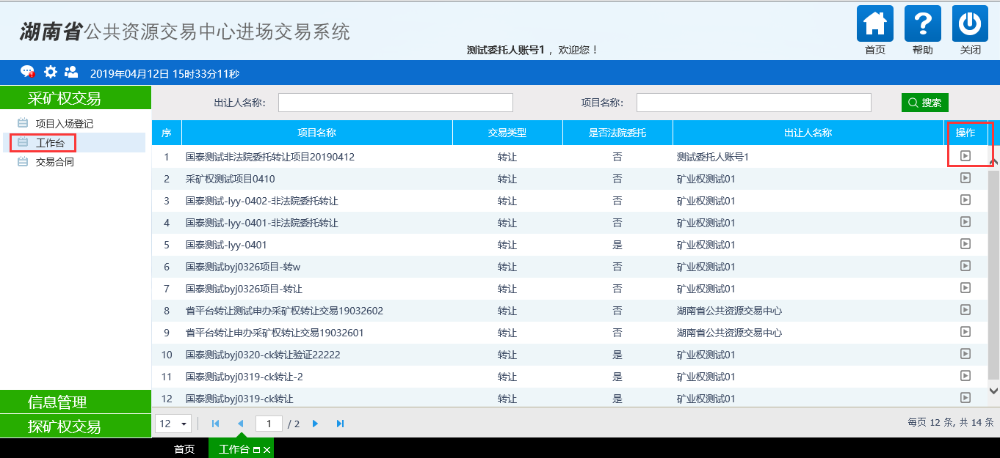 湖南省公共资源交易中心进场交易系统
测试委托人账号1，欢迎您！
首页 帮助 关闭
2019年04月12日 15时33分11秒
采矿权交易
项目入场登记
工作台
交易合同
信息管理
探矿权交易
出让人名称： 项目名称： 搜索
序 项目名称 交易类型 是否法院委托 出让人名称 操作
1 国泰测试非法院委托转让项目20190412 转让 否 测试委托人账号1
2 采矿权测试项目0410 转让 否 矿业权测试01
3 国泰测试-lyy-0402-非法院委托转让 转让 否 矿业权测试01
4 国泰测试-lyy-0401-非法院委托转让 转让 否 矿业权测试01
5 国泰测试-lyy-0401 转让 是 矿业权测试01
6 国泰测试byj0326项目-转w 转让 否 矿业权测试01
7 国泰测试byj0326项目-转让 转让 否 矿业权测试01
8 省平台转让测试申办采矿权转让交易19032602 转让 否 湖南省公共资源交易中心
9 省平台转让申办采矿权转让交易19032601 转让 否 湖南省公共资源交易中心
10 国泰测试byj0320-ck转让验证22222 转让 是 矿业权测试01
11 国泰测试byj0319-ck转让-2 转让 是 矿业权测试01
12 国泰测试byj0319-ck转让 转让 是 矿业权测试01
12 1 / 2 每页 12 条, 共 14 条
首页 工作台